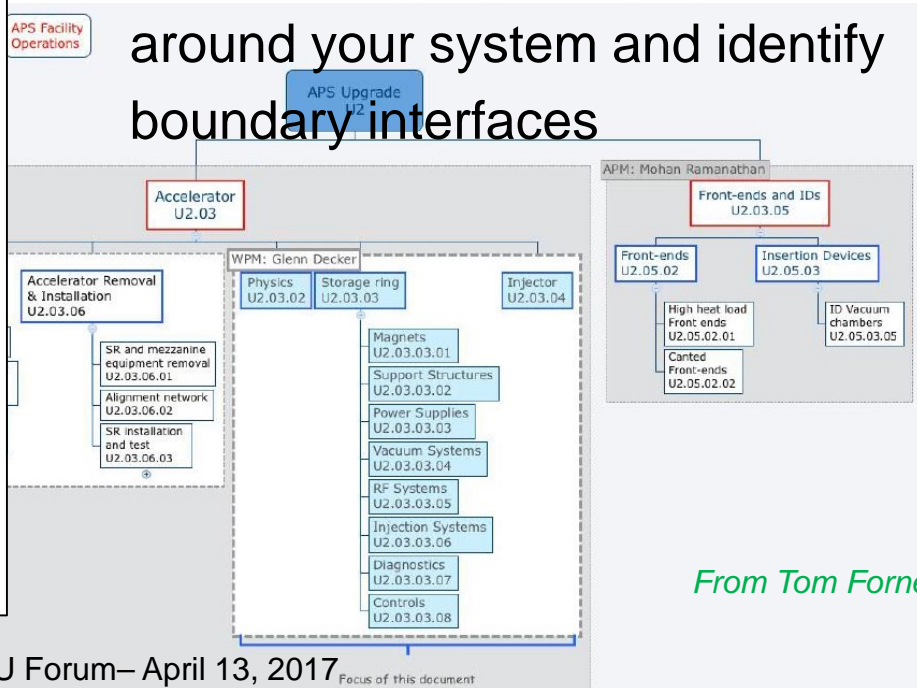 APS Facility
Operations
around your system and identify
boundary interfaces
APS Upgrade
U2
APM: Mohan Ramanathan
Accelerator
U2.03
Front-ends and IDs
U2.03.05
WPM: Glenn Decker
Accelerator Removal
& Installation
U2.03.06
Physics
U2.03.02
Storage ring
U2.03.03
Injector
U2.03.04
Front-ends
U2.05.02
Insertion Devices
U2.05.03
SR and mezzanine
equipment removal
U2.03.06.01
Alignment network
U2.03.06.02
SR installation
and test
U2.03.06.03
Magnets
U2.03.03.01
Support Structures
U2.03.03.02
Power Supplies
U2.03.03.03
Vacuum Systems
U2.03.03.04
RF Systems
U2.03.03.05
Injection Systems
U2.03.03.06
Diagnostics
U2.03.03.07
Controls
U2.03.03.08
High heat load
Front ends
U2.05.02.01
Canted
Front-ends
U2.05.02.02
ID Vacuum
chambers
U2.05.03.05
From Tom Forne
U Forum– April 13, 2017
Focus of this document